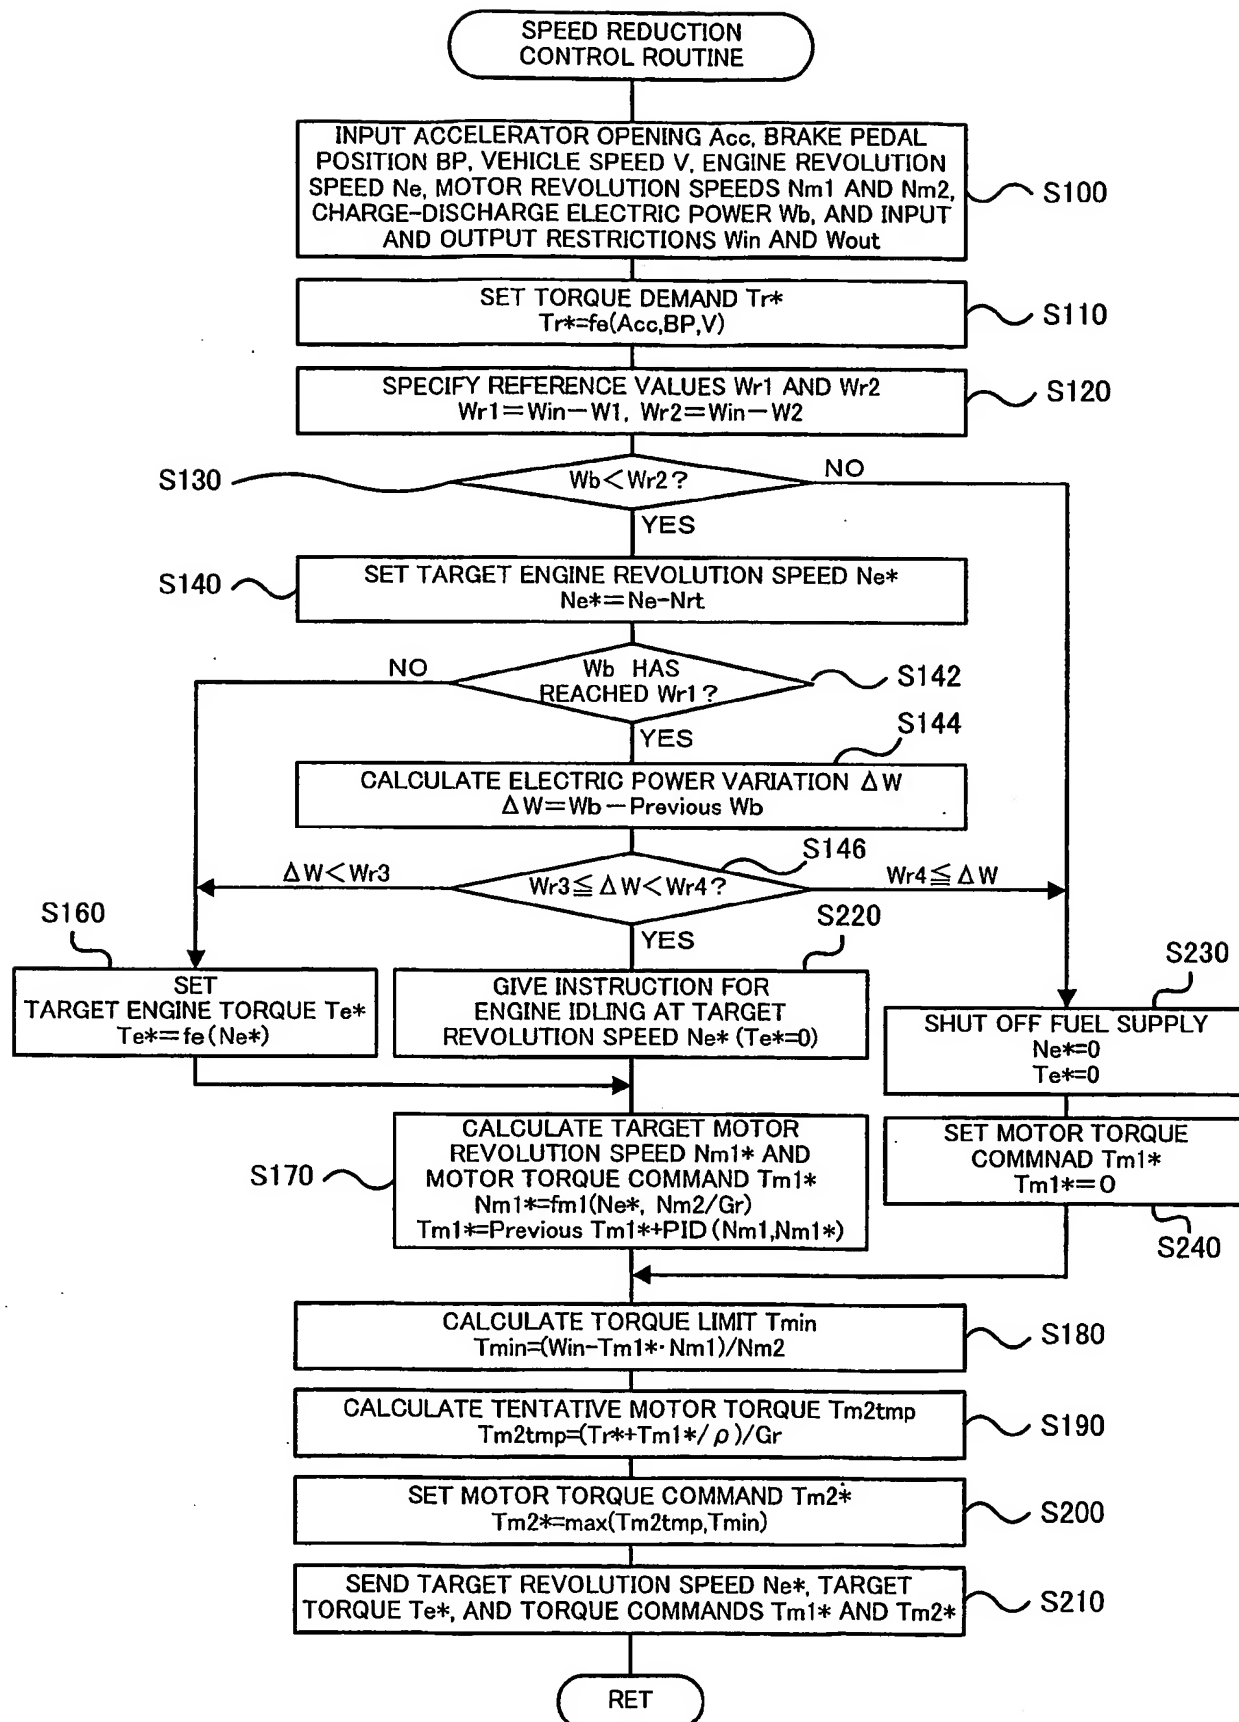 SPEED REDUCTION
CONTROL ROUTINE
INPUT ACCELERATOR OPENING Acc, BRAKE PEDAL
POSITION BP, VEHICLE SPEED V, ENGINE REVOLUTION
SPEED Ne, MOTOR REVOLUTION SPEEDS Nm1 AND Nm2,
CHARGE-DISCHARGE ELECTRIC POWER Wb, AND INPUT
AND OUTPUT RESTRICTIONS Win AND Wout
S100
SET TORQUE DEMAND Tr*
Tr*=fe(Acc,BP,V)
S110
SPECIFY REFERENCE VALUES Wr1 AND Wr2
Wr1=Win-W1, Wr2=Win-W2
S120
S130
Wb<Wr2?
NO
YES
S140
SET TARGET ENGINE REVOLUTION SPEED Ne*
Ne*=Ne-Nrt
NO
Wb HAS
REACHED Wr1?
S142
YES
S144
CALCULATE ELECTRIC POWER VARIATION ΔW
ΔW=Wb-Previous Wb
S146
ΔW<Wr3
Wr3≦ΔW<Wr4?
Wr4≦ΔW
YES
S160
SET
TARGET ENGINE TORQUE Te*
Te*=fe(Ne*)
S220
GIVE INSTRUCTION FOR
ENGINE IDLING AT TARGET
REVOLUTION SPEED Ne* (Te*=0)
S230
SHUT OFF FUEL SUPPLY
Ne*=0
Te*=0
S170
CALCULATE TARGET MOTOR
REVOLUTION SPEED Nm1* AND
MOTOR TORQUE COMMAND Tm1*
Nm1*=fm1(Ne*, Nm2/Gr)
Tm1*=Previous Tm1*+PID(Nm1,Nm1*)
SET MOTOR TORQUE
COMMNAD Tm1*
Tm1*=0
S240
CALCULATE TORQUE LIMIT Tmin
Tmin=(Win-Tm1*·Nm1)/Nm2
S180
CALCULATE TENTATIVE MOTOR TORQUE Tm2tmp
Tm2tmp=(Tr*+Tm1*/ρ)/Gr
S190
SET MOTOR TORQUE COMMAND Tm2*
Tm2*=max(Tm2tmp,Tmin)
S200
SEND TARGET REVOLUTION SPEED Ne*, TARGET
TORQUE Te*, AND TORQUE COMMANDS Tm1* AND Tm2*
S210
RET